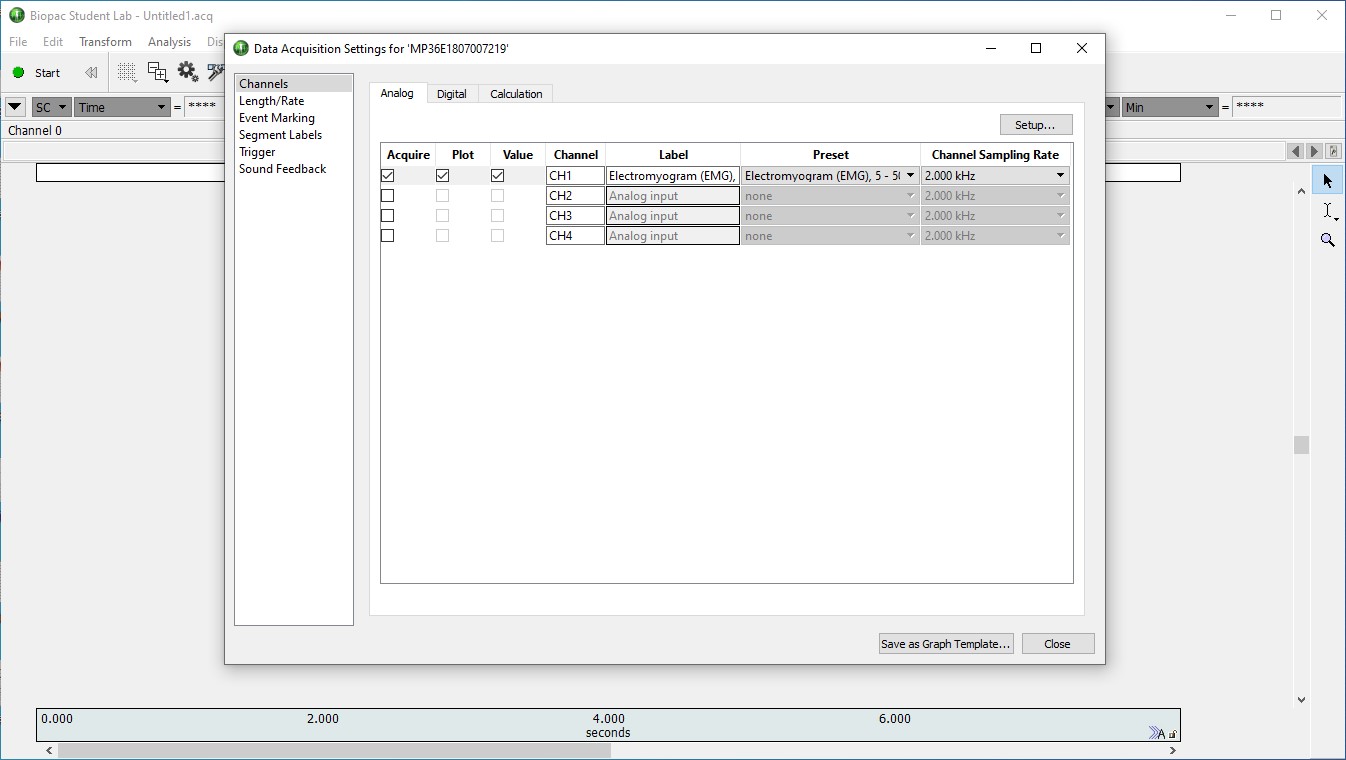 Biopac Student Lab - Untitled1.acq
File Edit Transform Analysis Dis
Start
SC Time = ****
Min = ****
Channel 0
Data Acquisition Settings for 'MP36E1807007219'
Channels
Length/Rate
Event Marking
Segment Labels
Trigger
Sound Feedback
Analog Digital Calculation
Setup...
Acquire Plot Value Channel Label Preset Channel Sampling Rate
CH1 Electromyogram (EMG), Electromyogram (EMG), 5 - 50 2.000 kHz
CH2 Analog input none 2.000 kHz
CH3 Analog input none 2.000 kHz
CH4 Analog input none 2.000 kHz
Save as Graph Template... Close
0.000 2.000 4.000 6.000
seconds
A